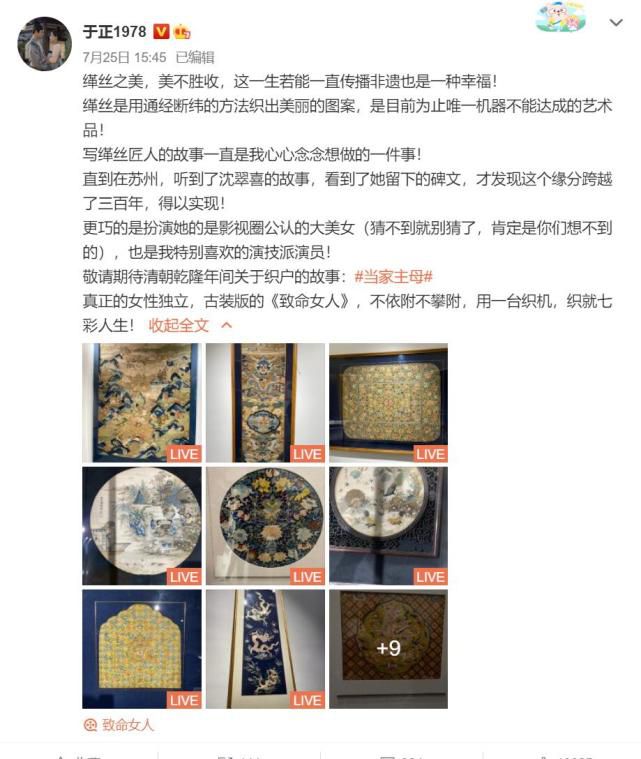 于正1978
7月25日 15:45 已编辑
缂丝之美，美不胜收，这一生若能一直传播非遗也是一种幸福！
缂丝是用通经断纬的方法织出美丽的图案，是目前为止唯一机器不能达成的艺术
品！
写缂丝匠人的故事一直是我心心念念想做的一件事！
直到在苏州，听到了沈翠喜的故事，看到了她留下的碑文，才发现这个缘分跨越
了三百年，得以实现！
更巧的是扮演她的是影视圈公认的大美女（猜不到就别猜了，肯定是你们想不到
的），也是我特别喜欢的演技派演员！
敬请期待清朝乾隆年间关于织户的故事：#当家主母#
真正的女性独立，古装版的《致命女人》，不依附不攀附，用一台织机，织就七
彩人生！ 收起全文
LIVE LIVE LIVE
LIVE LIVE LIVE
LIVE LIVE +9
致命女人